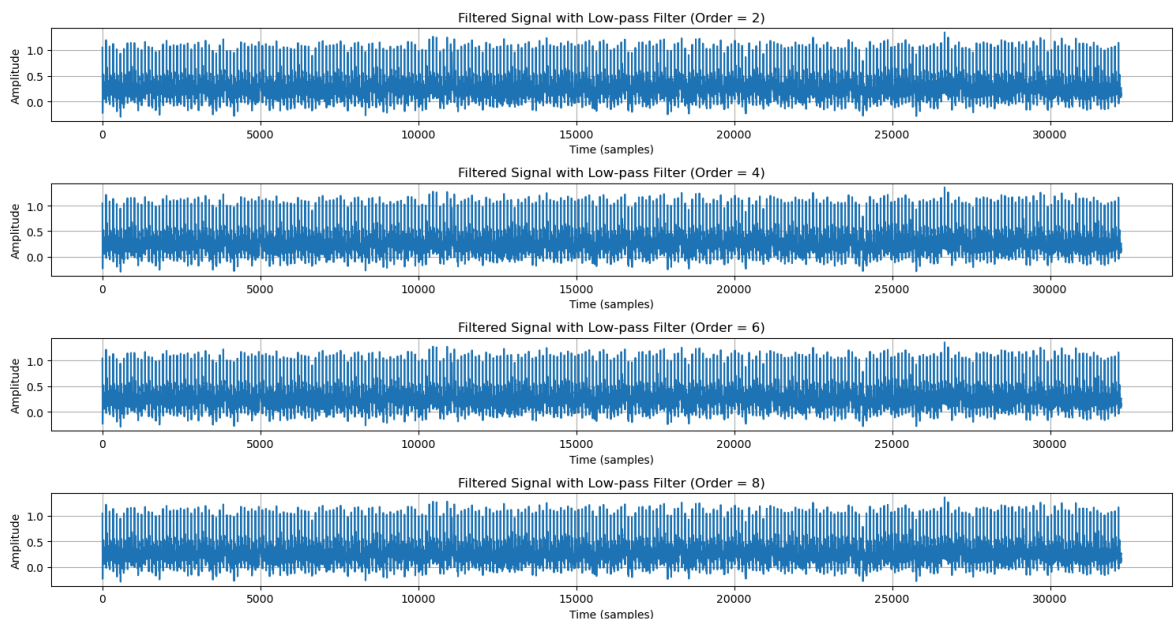 Filtered Signal with Low-pass Filter (Order = 2)
Amplitude
1.0
0.5
0.0
0 5000 10000 15000 20000 25000 30000
Time (samples)
Filtered Signal with Low-pass Filter (Order = 4)
Amplitude
1.0
0.5
0.0
0 5000 10000 15000 20000 25000 30000
Time (samples)
Filtered Signal with Low-pass Filter (Order = 6)
Amplitude
1.0
0.5
0.0
0 5000 10000 15000 20000 25000 30000
Time (samples)
Filtered Signal with Low-pass Filter (Order = 8)
Amplitude
1.0
0.5
0.0
0 5000 10000 15000 20000 25000 30000
Time (samples)